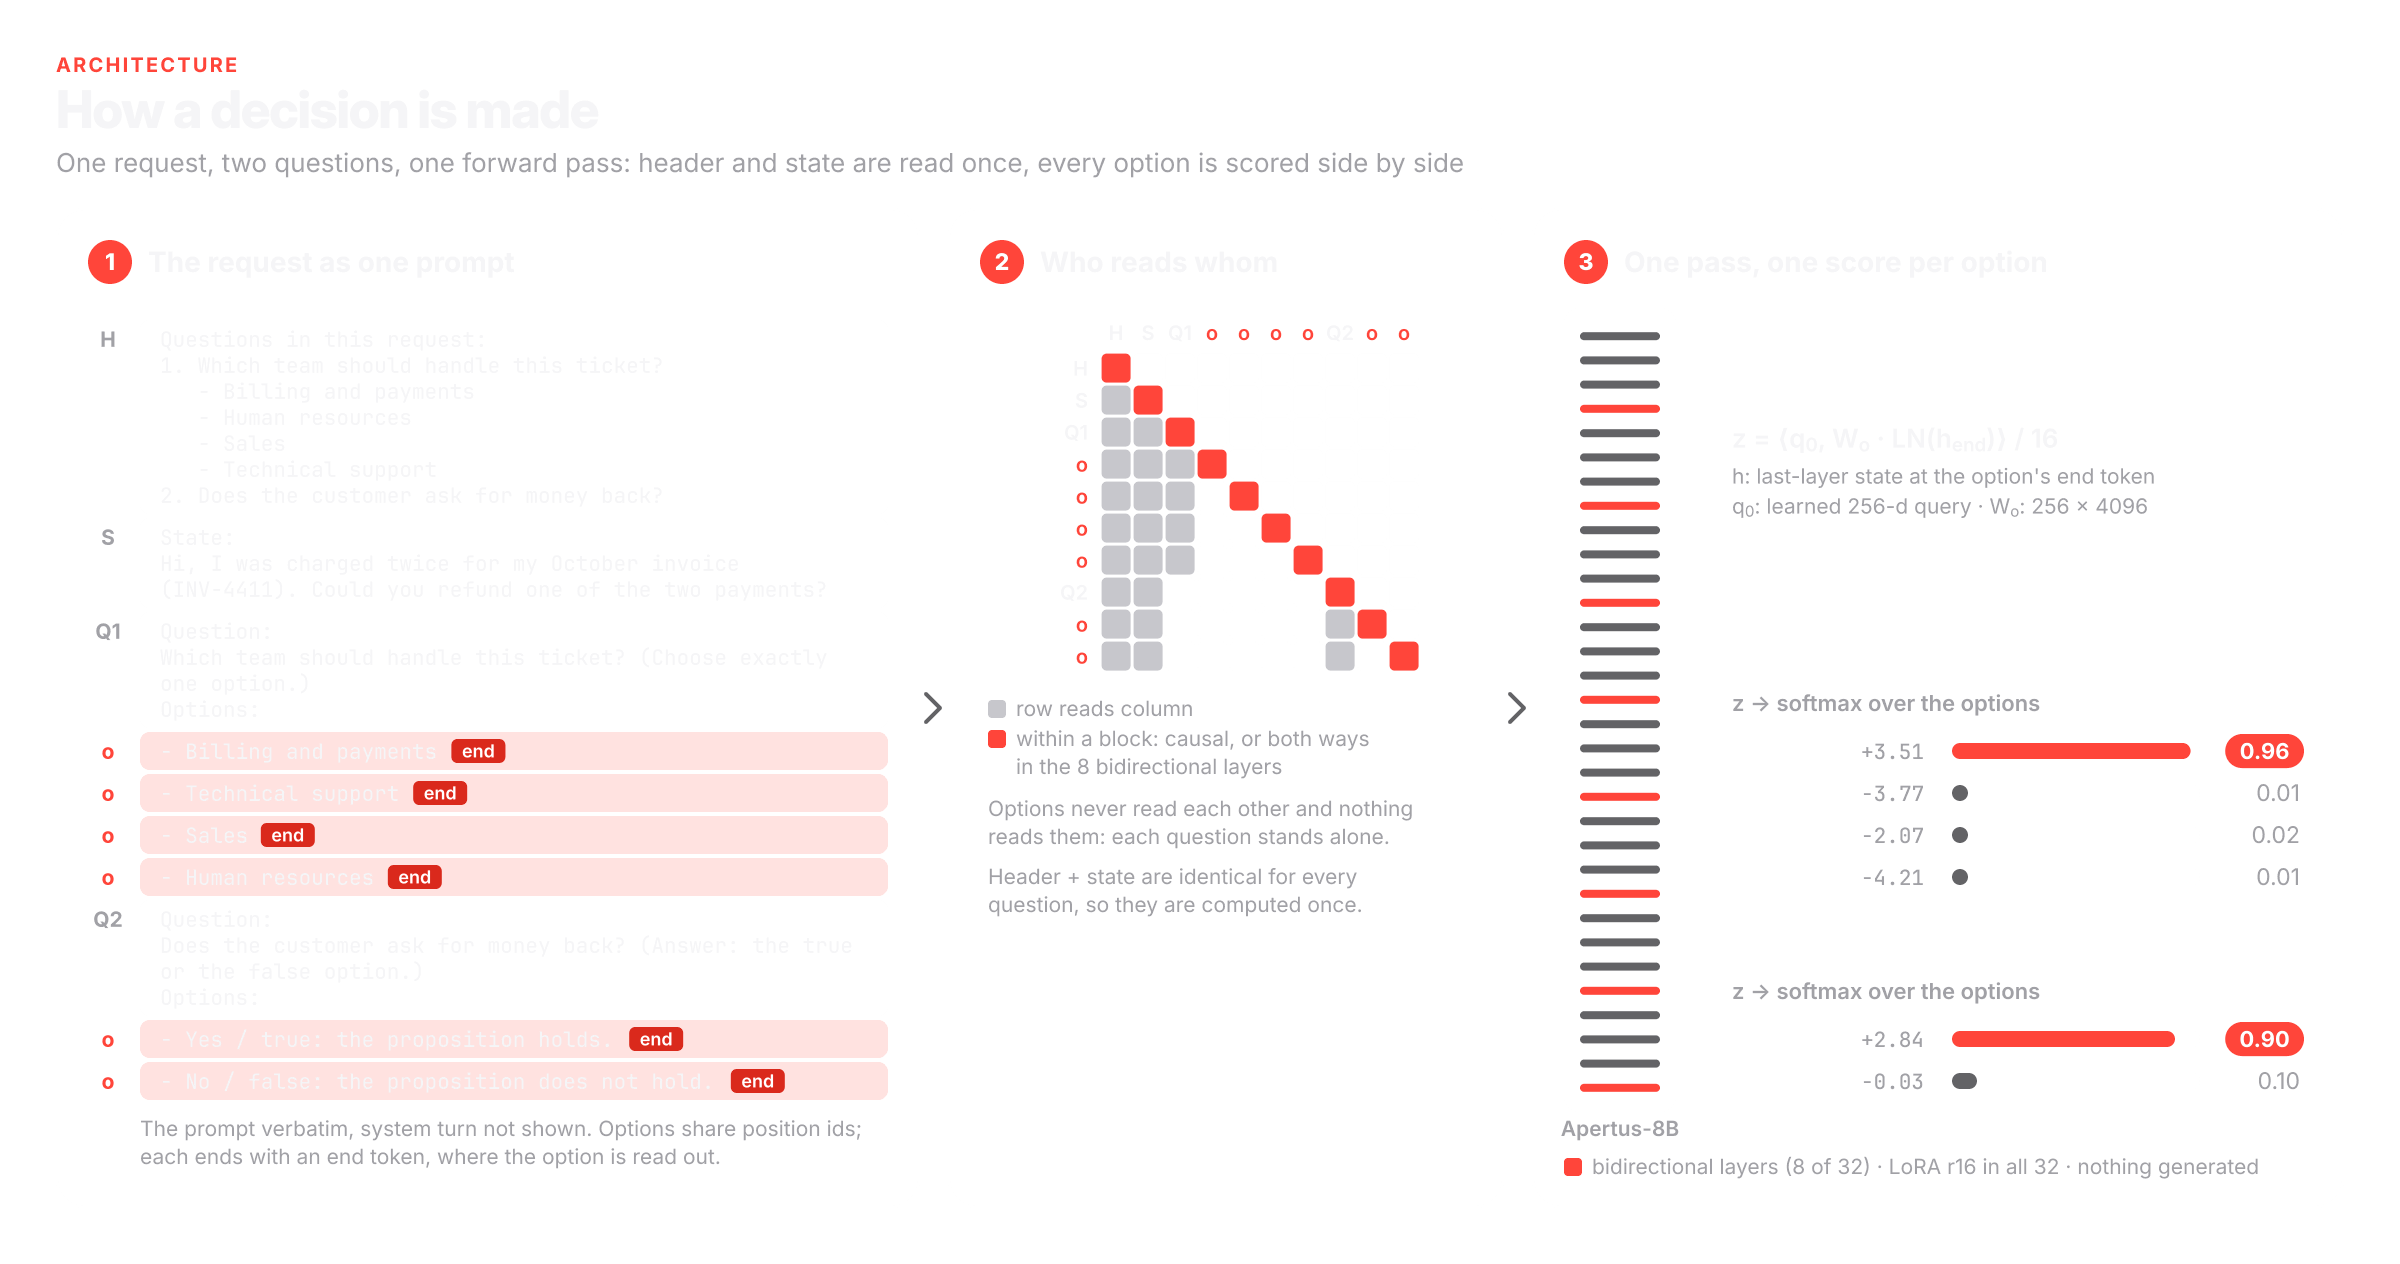 ARCHITECTURE
How a decision is made
One request, two questions, one forward pass: header and state are read once, every option is scored side by side
1 The request as one prompt
H Questions in this request:
1. Which team should handle this ticket?
- Billing and payments
- Human resources
- Sales
- Technical support
2. Does the customer ask for money back?
S State:
Hi, I was charged twice for my October invoice
(INV-4411). Could you refund one of the two payments?
Q1 Question:
Which team should handle this ticket? (Choose exactly
one option.)
Options:
o - Billing and payments end
o - Technical support end
o - Sales end
o - Human resources end
Q2 Question:
Does the customer ask for money back? (Answer: the true
or the false option.)
Options:
o - Yes / true: the proposition holds. end
o - No / false: the proposition does not hold. end
The prompt verbatim, system turn not shown. Options share position ids;
each ends with an end token, where the option is read out.
2 Who reads whom
H S Q1 o o o o Q2 o o
H
S
Q1
o
o
o
o
Q2
o
o
row reads column
within a block: causal, or both ways
in the 8 bidirectional layers
Options never read each other and nothing
reads them: each question stands alone.
Header + state are identical for every
question, so they are computed once.
3 One pass, one score per option
z = ⟨q₀, Wₒ · LN(hend)⟩ / 16
h: last-layer state at the option's end token
q₀: learned 256-d query · Wₒ: 256 × 4096
z → softmax over the options
+3.51 0.96
-3.77 0.01
-2.07 0.02
-4.21 0.01
z → softmax over the options
+2.84 0.90
-0.03 0.10
Apertus-8B
bidirectional layers (8 of 32) · LoRA r16 in all 32 · nothing generated